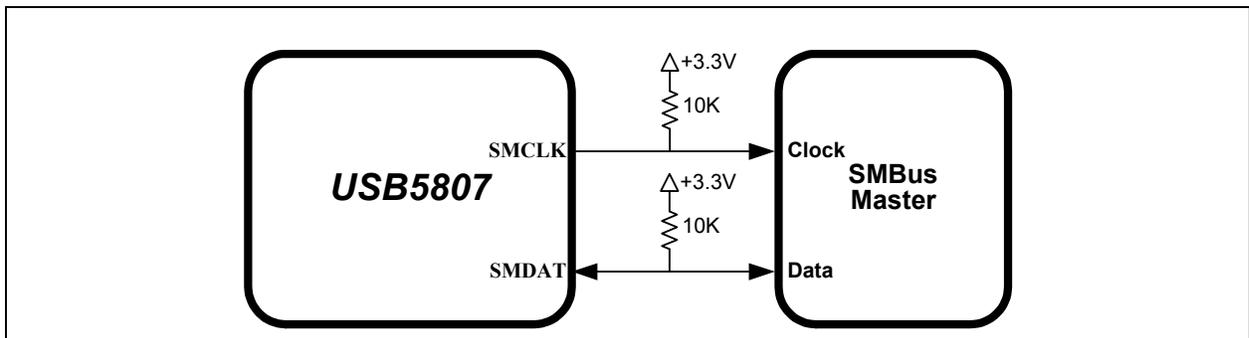 +3.3V
10K
SMCLK
Clock
USB5807
SMBus
Master
+3.3V
10K
SMDAT
Data